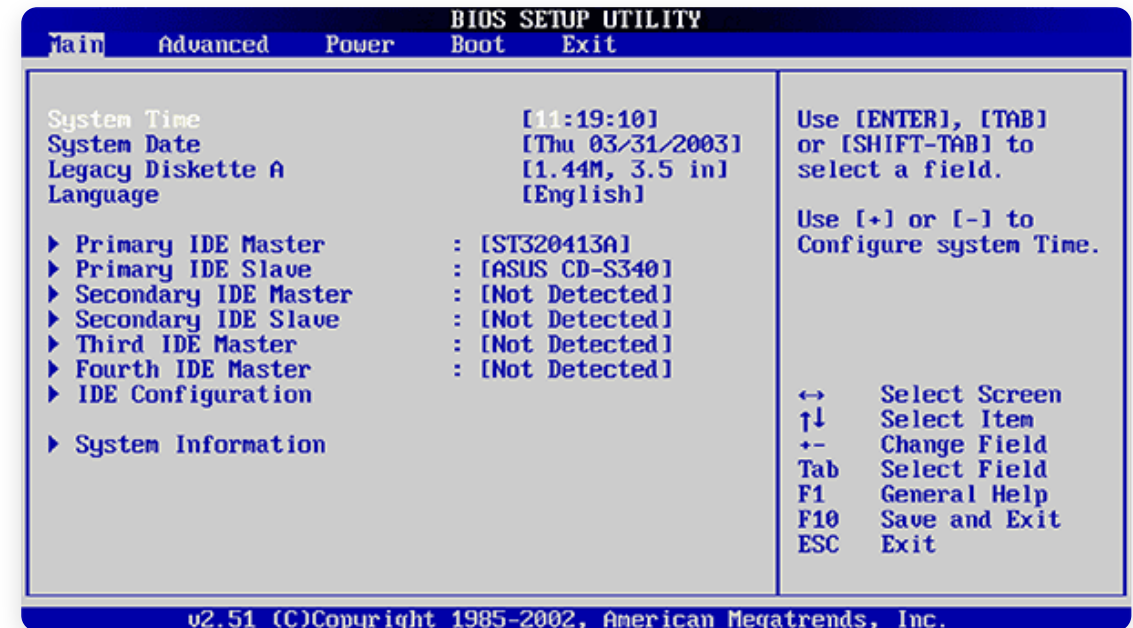 BIOS SETUP UTILITY
Main Advanced Power Boot Exit
System Time [11:19:10]
System Date [Thu 03/31/2003]
Legacy Diskette A [1.44M, 3.5 in]
Language [English]
Primary IDE Master : [ST320413A]
Primary IDE Slave : [ASUS CD-S340]
Secondary IDE Master : [Not Detected]
Secondary IDE Slave : [Not Detected]
Third IDE Master : [Not Detected]
Fourth IDE Master : [Not Detected]
IDE Configuration
System Information
Use [ENTER], [TAB]
or [SHIFT-TAB] to
select a field.
Use [+] or [-] to
Configure system Time.
↔ Select Screen
↑↓ Select Item
+- Change Field
Tab Select Field
F1 General Help
F10 Save and Exit
ESC Exit
v2.51 (C)Copyright 1985-2002, American Megatrends, Inc.